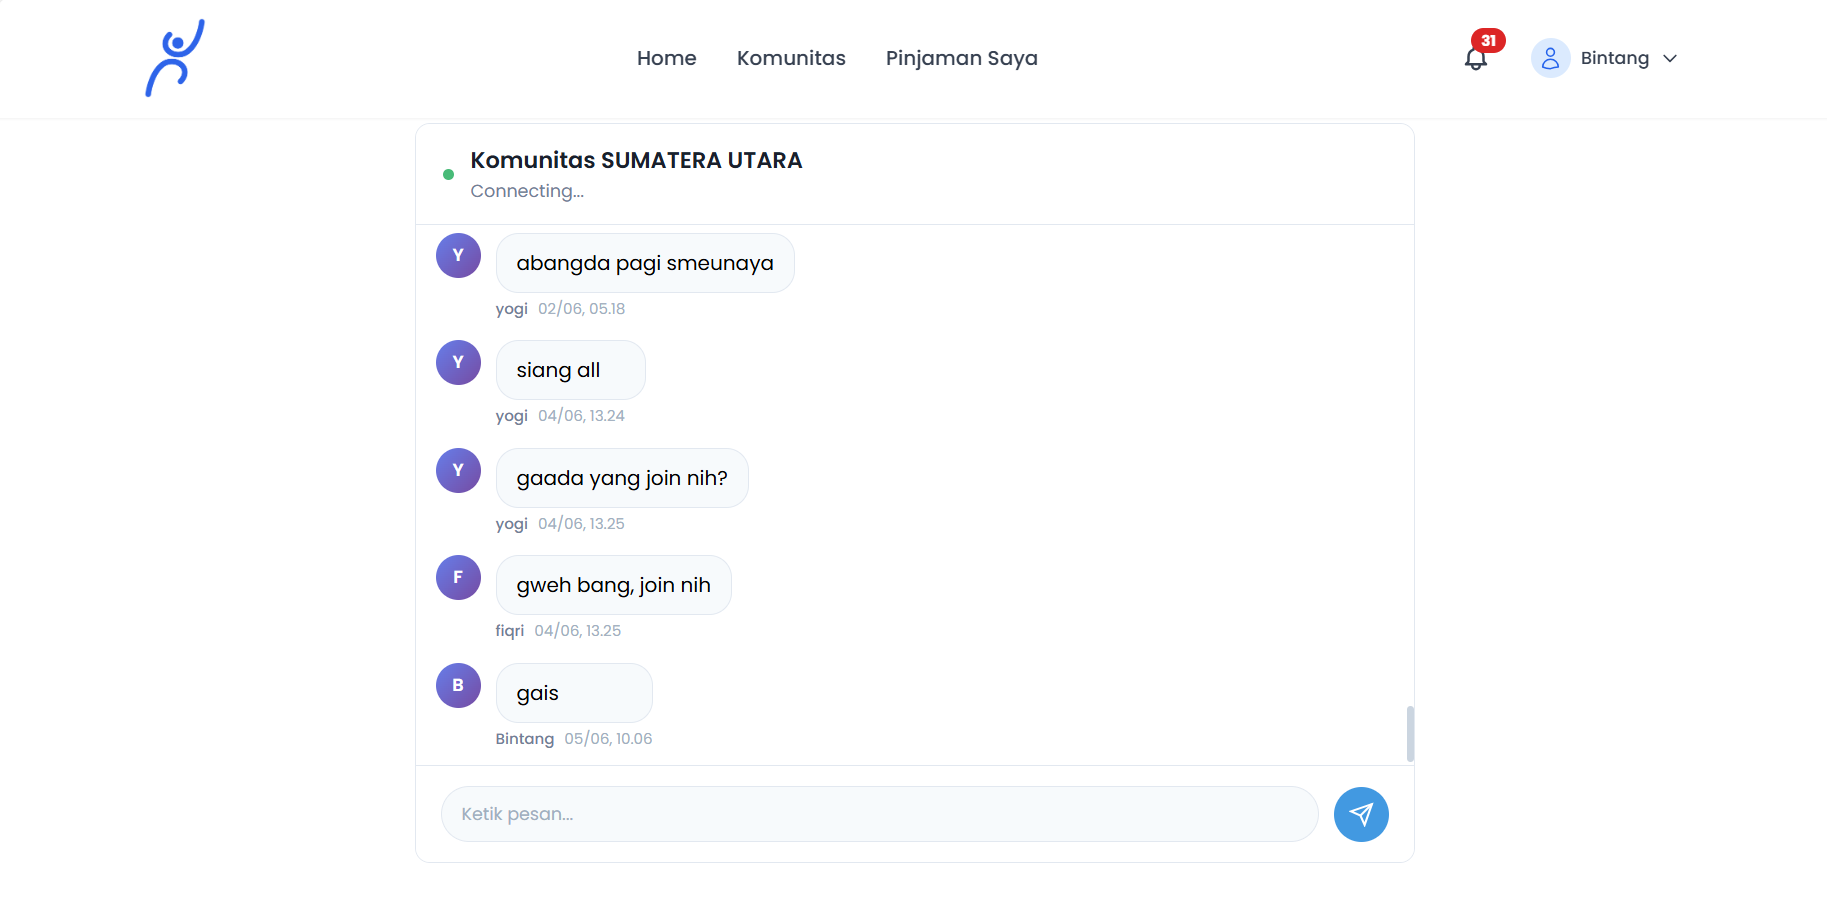 Home Komunitas Pinjaman Saya 31 Bintang
Komunitas SUMATERA UTARA
Connecting...
Y abangda pagi smeunaya
yogi 02/06, 05.18
Y siang all
yogi 04/06, 13.24
Y gaada yang join nih?
yogi 04/06, 13.25
F gweh bang, join nih
fiqri 04/06, 13.25
B gais
Bintang 05/06, 10.06
Ketik pesan...